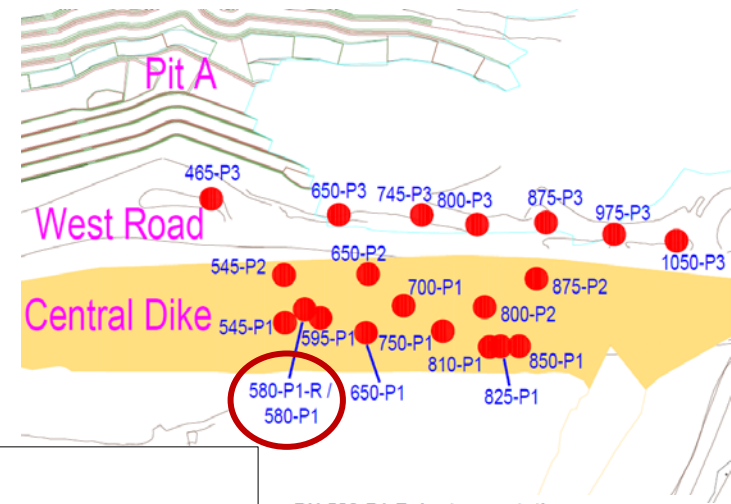 Pit A
465-P3
650-P3
745-P3
800-P3
875-P3
975-P3
1050-P3
West Road
545-P2
650-P2
875-P2
700-P1
800-P2
Central Dike
545-P1
595-P1
750-P1
810-P1
850-P1
580-P1-R /
580-P1
650-P1
825-P1